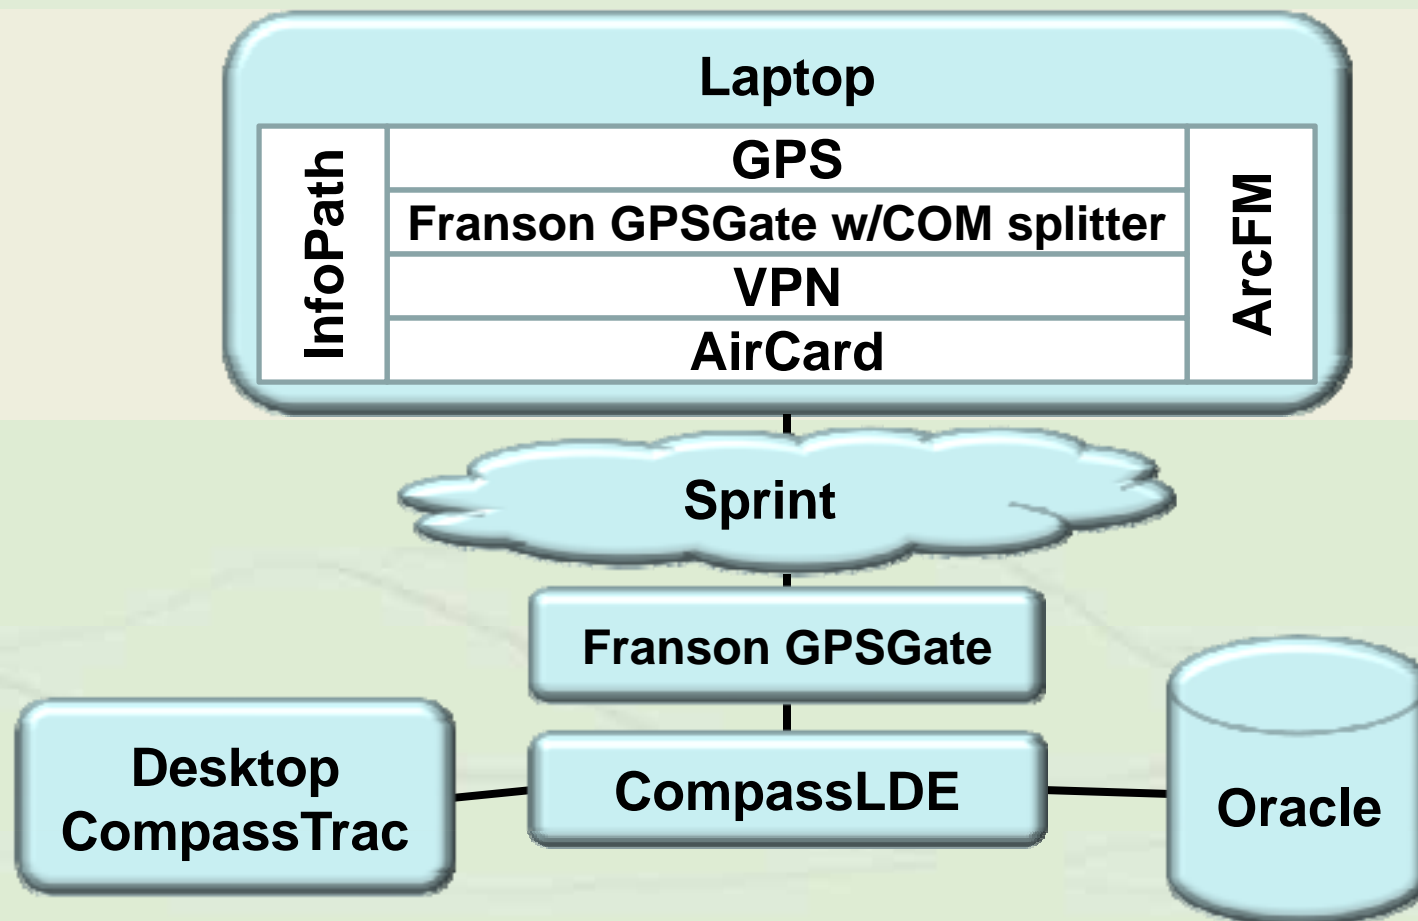 Laptop
InfoPath
GPS
Franson GPSGate w/COM splitter
VPN
AirCard
ArcFM
Sprint
Franson GPSGate
Desktop
CompassTrac
CompassLDE
Oracle